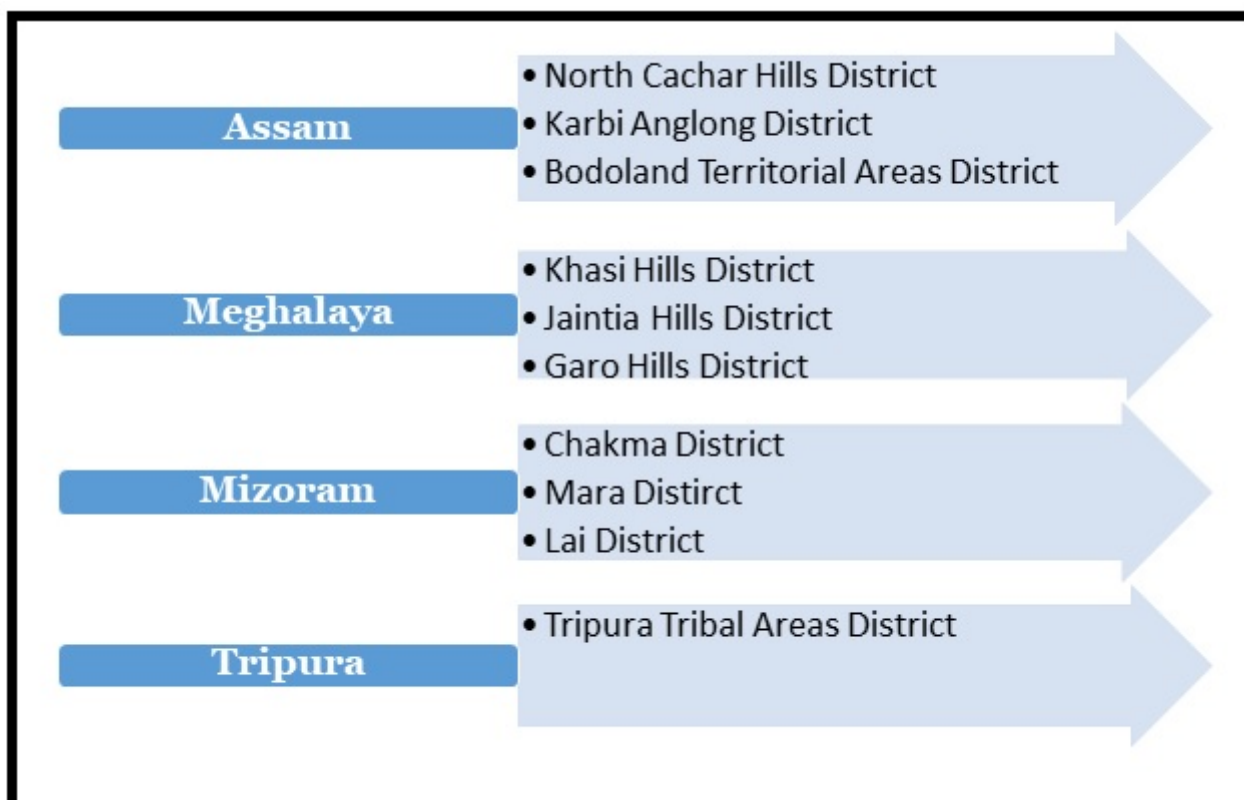 Assam
• North Cachar Hills District
• Karbi Anglong District
• Bodoland Territorial Areas District
Meghalaya
• Khasi Hills District
• Jaintia Hills District
• Garo Hills District
Mizoram
• Chakma District
• Mara Distirct
• Lai District
Tripura
• Tripura Tribal Areas District